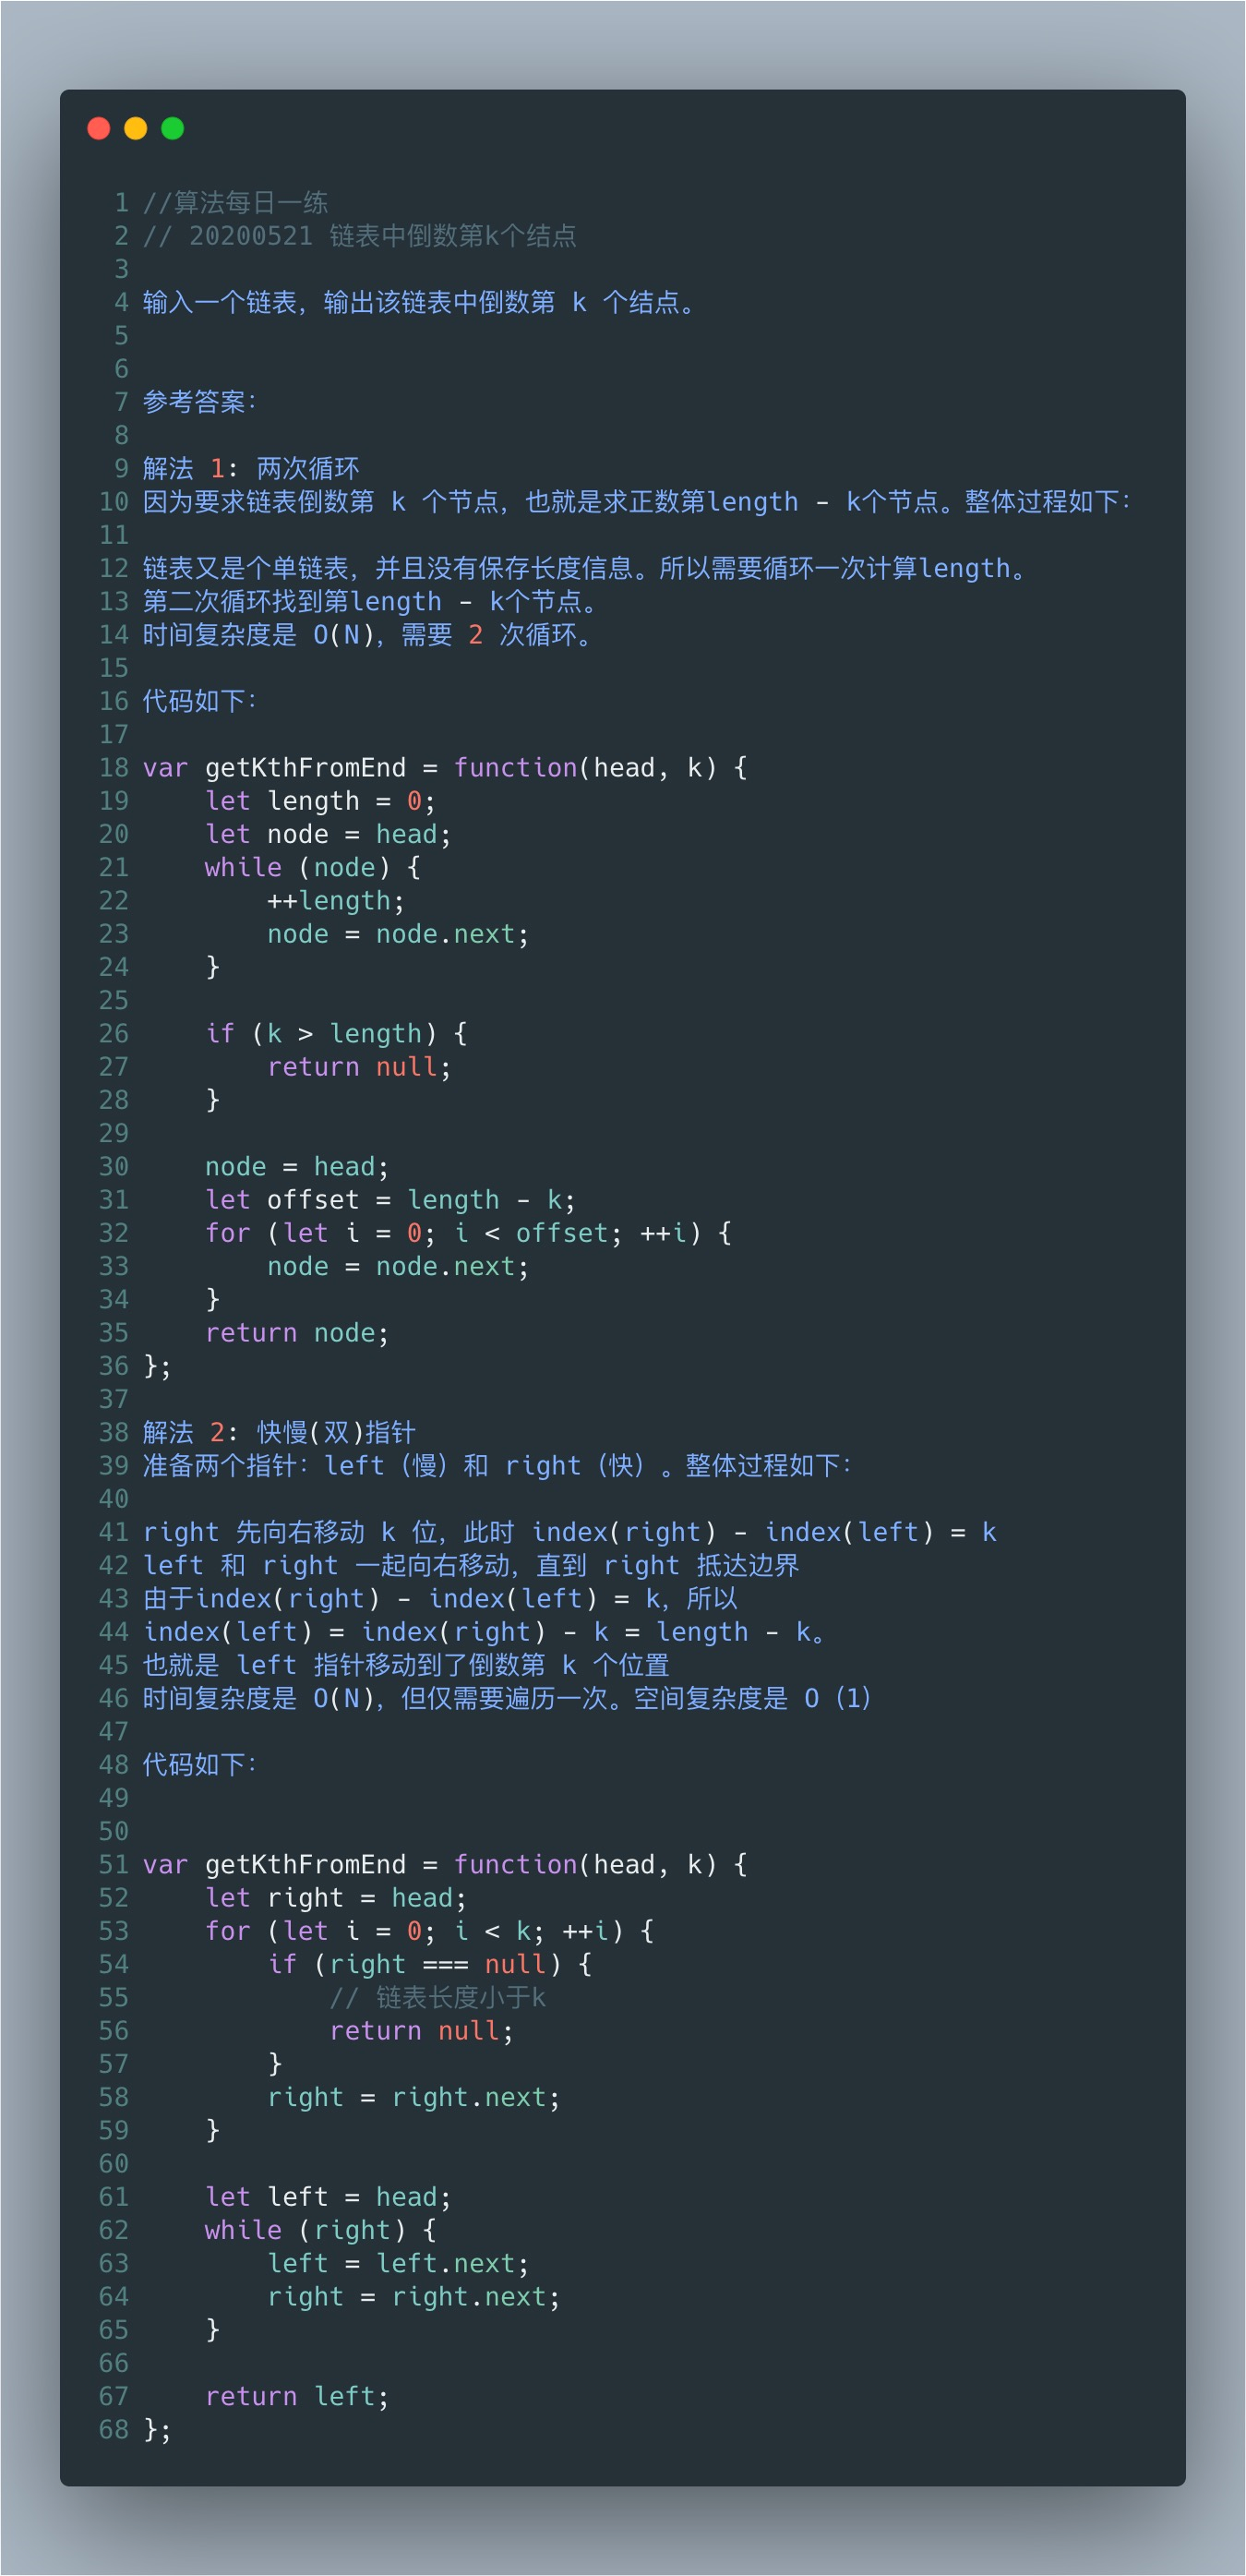 1 //算法每日一练
2 // 20200521 链表中倒数第k个结点
3
4 输入一个链表，输出该链表中倒数第 k 个结点。
5
6
7 参考答案：
8
9 解法 1: 两次循环
10 因为要求链表倒数第 k 个节点，也就是求正数第length - k个节点。整体过程如下：
11
12 链表又是个单链表，并且没有保存长度信息。所以需要循环一次计算length。
13 第二次循环找到第length - k个节点。
14 时间复杂度是 O(N)，需要 2 次循环。
15
16 代码如下：
17
18 var getKthFromEnd = function(head, k) {
19     let length = 0;
20     let node = head;
21     while (node) {
22         ++length;
23         node = node.next;
24     }
25
26     if (k > length) {
27         return null;
28     }
29
30     node = head;
31     let offset = length - k;
32     for (let i = 0; i < offset; ++i) {
33         node = node.next;
34     }
35     return node;
36 };
37
38 解法 2: 快慢(双)指针
39 准备两个指针：left（慢）和 right（快）。整体过程如下：
40
41 right 先向右移动 k 位，此时 index(right) - index(left) = k
42 left 和 right 一起向右移动，直到 right 抵达边界
43 由于index(right) - index(left) = k，所以
44 index(left) = index(right) - k = length - k。
45 也就是 left 指针移动到了倒数第 k 个位置
46 时间复杂度是 O(N)，但仅需要遍历一次。空间复杂度是 O（1）
47
48 代码如下：
49
50
51 var getKthFromEnd = function(head, k) {
52     let right = head;
53     for (let i = 0; i < k; ++i) {
54         if (right === null) {
55             // 链表长度小于k
56             return null;
57         }
58         right = right.next;
59     }
60
61     let left = head;
62     while (right) {
63         left = left.next;
64         right = right.next;
65     }
66
67     return left;
68 };